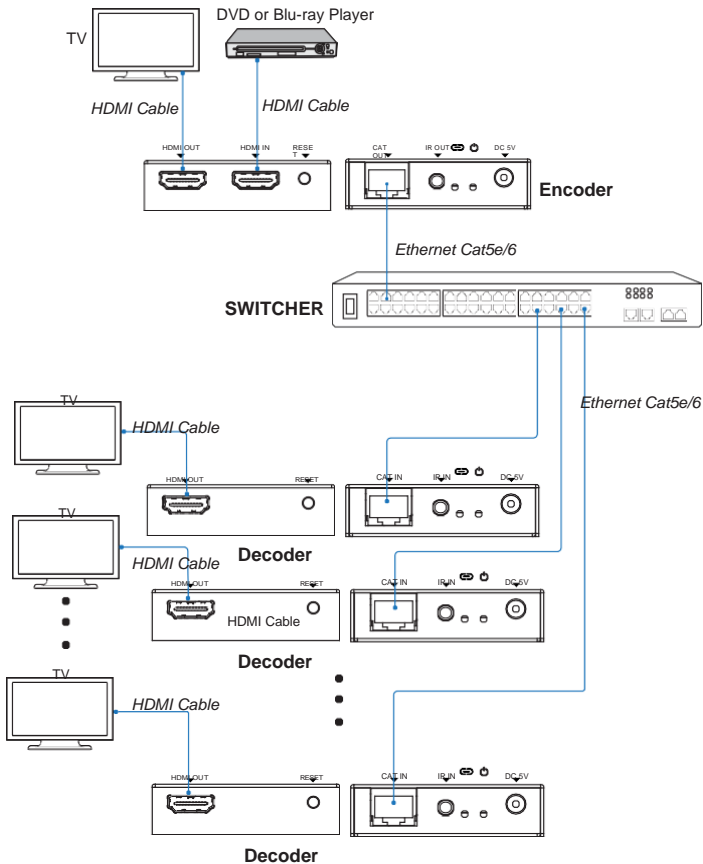 DVD or Blu-ray Player
TV
HDMI Cable
HDMI Cable
HDMI OUT
HDMI IN
RESE
T
CAT
OUT
IR OUT
DC 5V
Encoder
Ethernet Cat5e/6
SWITCHER
Ethernet Cat5e/6
TV
HDMI Cable
HDMI OUT
RESET
CAT IN
IR IN
DC 5V
Decoder
TV
HDMI Cable
HDMI OUT
RESET
CAT IN
IR IN
DC 5V
HDMI Cable
Decoder
TV
HDMI Cable
HDMI OUT
RESET
CAT IN
IR IN
DC 5V
Decoder